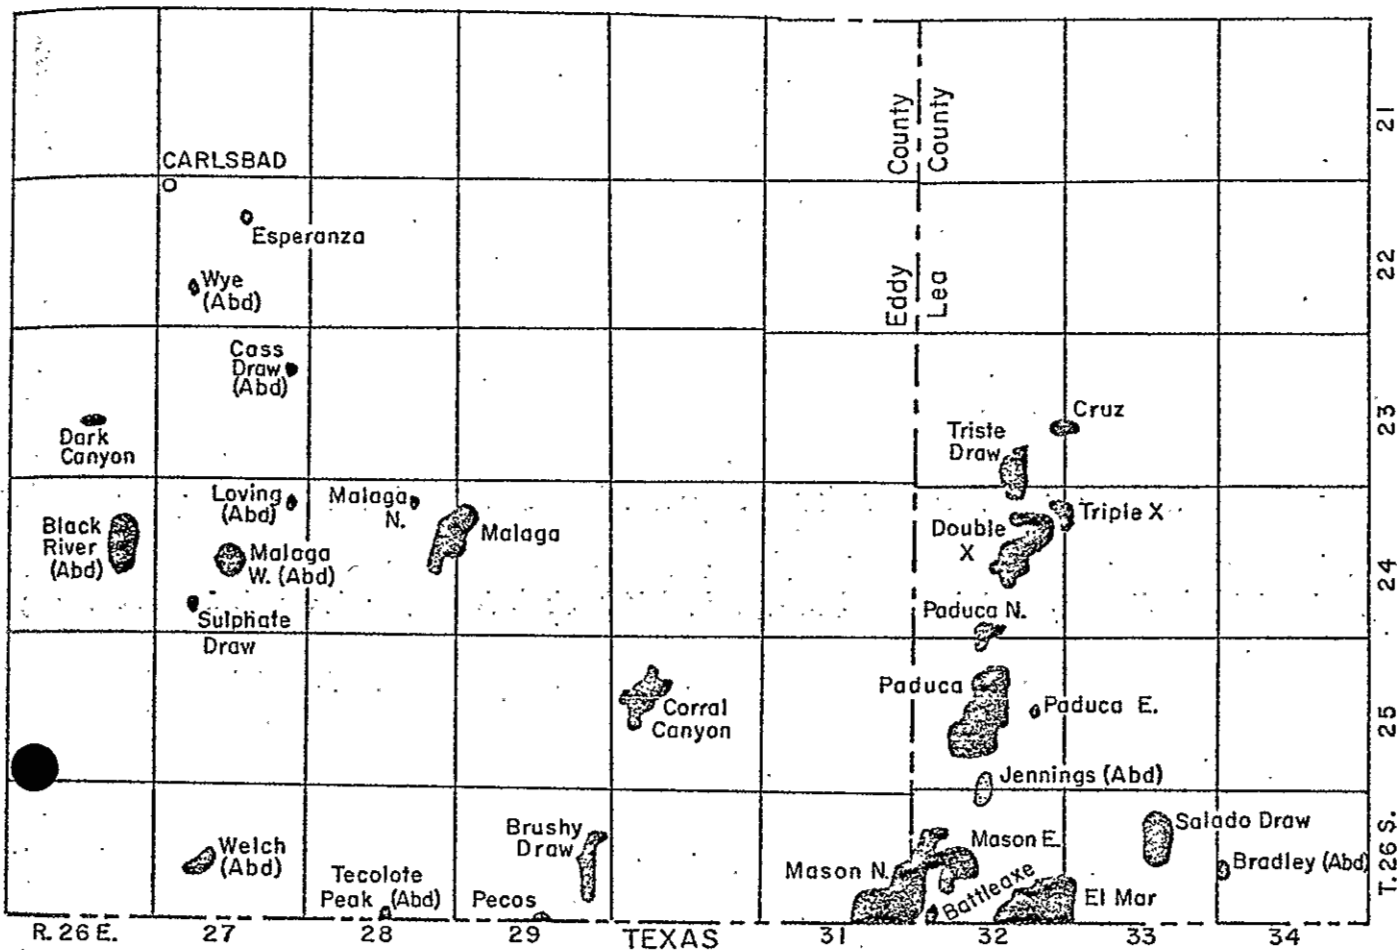 CARLSBAD
County
County
21
Esperanza
Wye
(Abd)
Eddy
Lea
22
Cass
Draw
(Abd)
Dark
Canyon
Cruz
Triste
Draw
23
Loving
(Abd)
Malaga
N.
Malaga
Black
River
(Abd)
Malaga
W. (Abd)
Sulphate
Draw
Triple X
Double
X
Paduca N.
24
Corral
Canyon
Paduca
Paduca E.
Jennings (Abd)
25
Welch
(Abd)
Brushy
Draw
Tecolote
Peak (Abd)
Pecos
Mason N.
Mason E.
Battleaxe
El Mar
Salado Draw
Bradley (Abd)
T. 26 S.
R. 26 E.
27
28
29
TEXAS
31
32
33
34